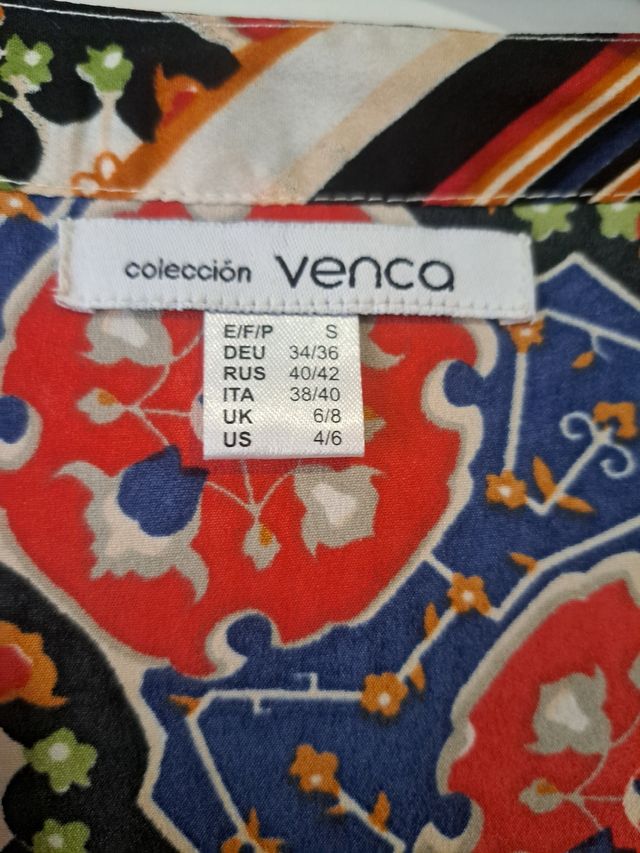 colección venca
E/F/P S
DEU 34/36
RUS 40/42
ITA 38/40
UK 6/8
US 4/6